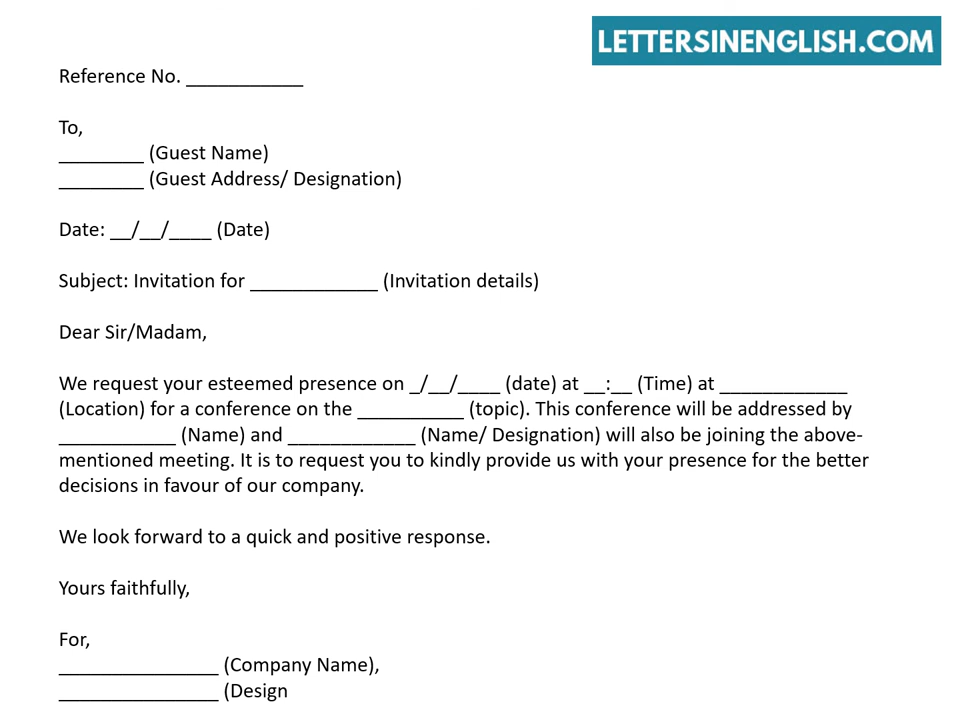 LETTERSINENGLISH.COM
Reference No. ___________
To,
________ (Guest Name)
________ (Guest Address/ Designation)
Date: __/__/____ (Date)
Subject: Invitation for ____________ (Invitation details)
Dear Sir/Madam,
We request your esteemed presence on _/__/____ (date) at __:__ (Time) at ____________
(Location) for a conference on the __________ (topic). This conference will be addressed by
___________ (Name) and ____________ (Name/ Designation) will also be joining the above-
mentioned meeting. It is to request you to kindly provide us with your presence for the better
decisions in favour of our company.
We look forward to a quick and positive response.
Yours faithfully,
For,
_______________ (Company Name),
_______________ (Design